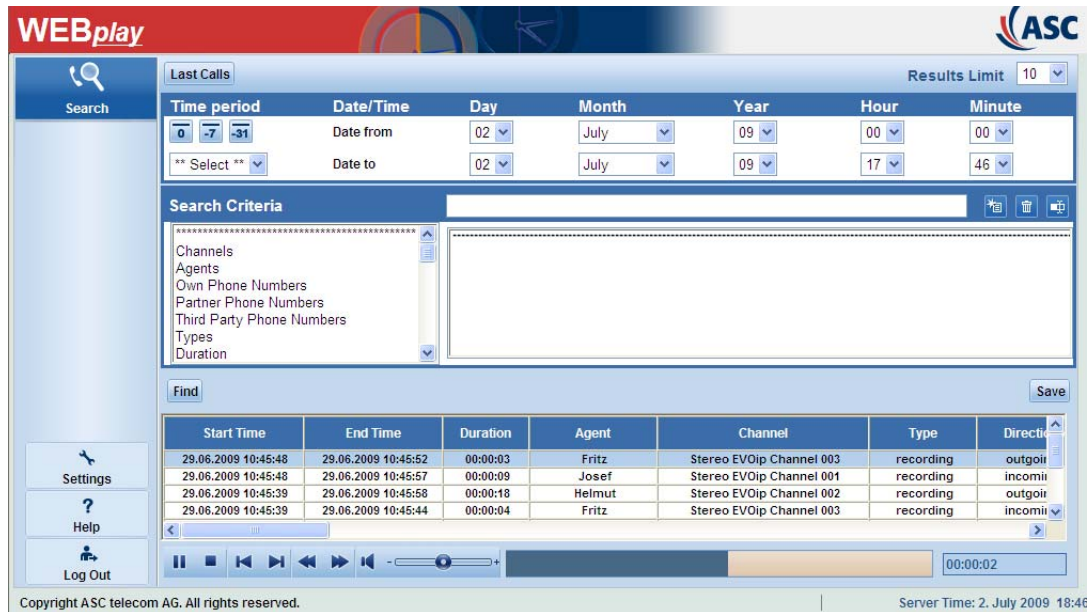 WEBplay
ASC
Search
Last Calls
Results Limit 10
Time period Date/Time Day Month Year Hour Minute
0 -7 -31 Date from 02 July 09 00 00
** Select ** Date to 02 July 09 17 46
Search Criteria
********************************************
Channels
Agents
Own Phone Numbers
Partner Phone Numbers
Third Party Phone Numbers
Types
Duration
Find Save
Start Time End Time Duration Agent Channel Type Directio
29.06.2009 10:45:48 29.06.2009 10:45:52 00:00:03 Fritz Stereo EVOip Channel 003 recording outgoin
29.06.2009 10:45:48 29.06.2009 10:45:57 00:00:09 Josef Stereo EVOip Channel 001 recording incomin
29.06.2009 10:45:39 29.06.2009 10:45:58 00:00:18 Helmut Stereo EVOip Channel 002 recording outgoin
29.06.2009 10:45:39 29.06.2009 10:45:44 00:00:04 Fritz Stereo EVOip Channel 003 recording incomin
Settings
? Help
Log Out
- +
00:00:02
Copyright ASC telecom AG. All rights reserved.
Server Time: 2. July 2009 18:46